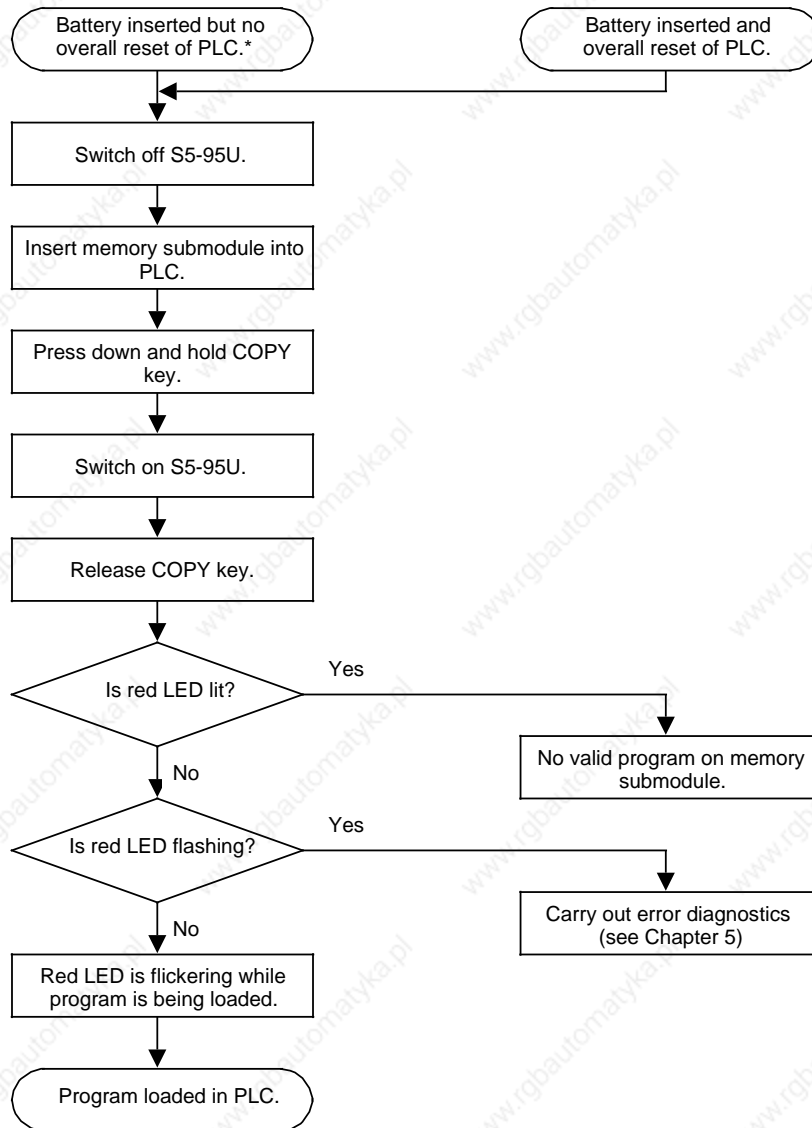 Battery inserted but no
overall reset of PLC.*
Battery inserted and
overall reset of PLC.
Switch off S5-95U.
Insert memory submodule into
PLC.
Press down and hold COPY
key.
Switch on S5-95U.
Release COPY key.
Is red LED lit?
Yes
No valid program on memory
submodule.
No
Is red LED flashing?
Yes
Carry out error diagnostics
(see Chapter 5)
No
Red LED is flickering while
program is being loaded.
Program loaded in PLC.
www.rgbautomatyka.pl